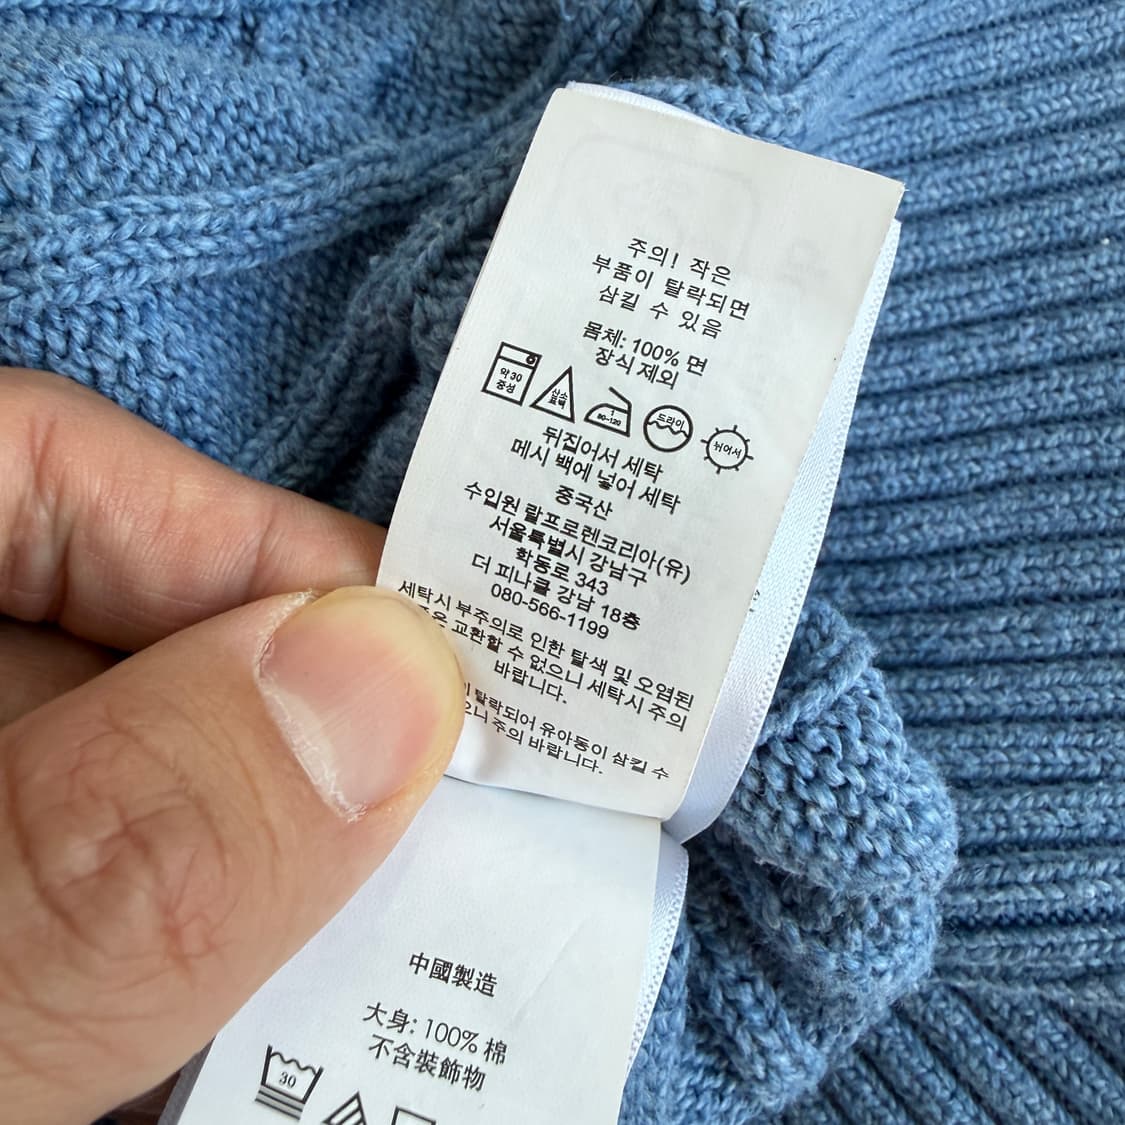 주의! 작은
부품이 탈락되면
삼킬 수 있음
몸체: 100% 면
장식 제외
약 30
중성
산소
표백
1
80~120
드라이
뉘어서
뒤집어서 세탁
메시 백에 넣어 세탁
중국산
수입원 랄프로렌코리아(유)
서울특별시 강남구
학동로 343
더 피나클 강남 18층
080-566-1199
세탁시 부주의로 인한 탈색 및 오염된
교환할 수 없으니 세탁시 주의
바랍니다.
탈락되어 유아동이 삼킬 수
주의 바랍니다.
中國製造
大身: 100% 棉
不含裝飾物
30